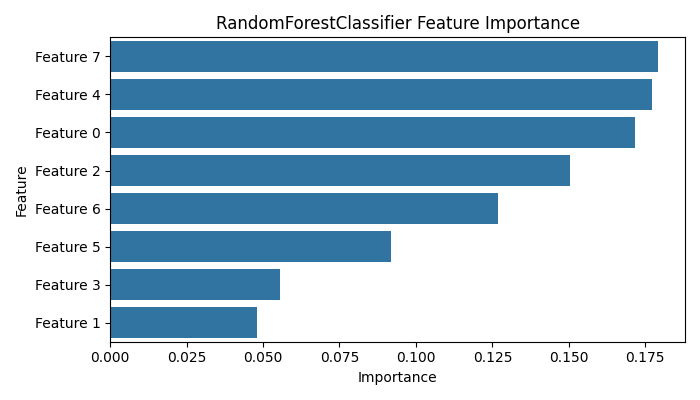 RandomForestClassifier Feature Importance
Feature 7
Feature 4
Feature 0
Feature 2
Feature 6
Feature 5
Feature 3
Feature 1
Feature
0.000 0.025 0.050 0.075 0.100 0.125 0.150 0.175
Importance